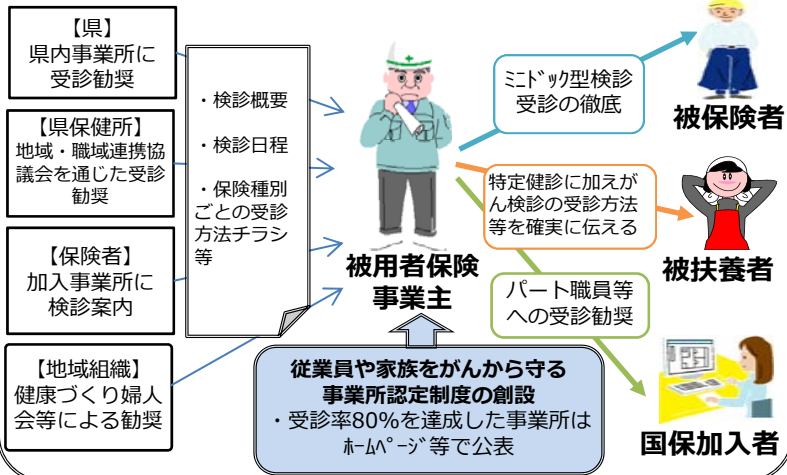 【県】
県内事業所に
受診勧奨
【県保健所】
地域・職域連携協
議会を通じた受診
勧奨
【保険者】
加入事業所に
検診案内
【地域組織】
健康づくり婦人
会等による勧奨
・検診概要
・検診日程
・保険種別
ごとの受診
方法チラシ
等
被用者保険
事業主
従業員や家族をがんから守る
事業所認定制度の創設
・受診率80%を達成した事業所は
ﾎｰﾑﾍﾟｰｼﾞ等で公表
ﾐﾆﾄﾞｯｸ型検診
受診の徹底
被保険者
特定健診に加えが
ん検診の受診方法
等を確実に伝える
被扶養者
パート職員等
への受診勧奨
国保加入者